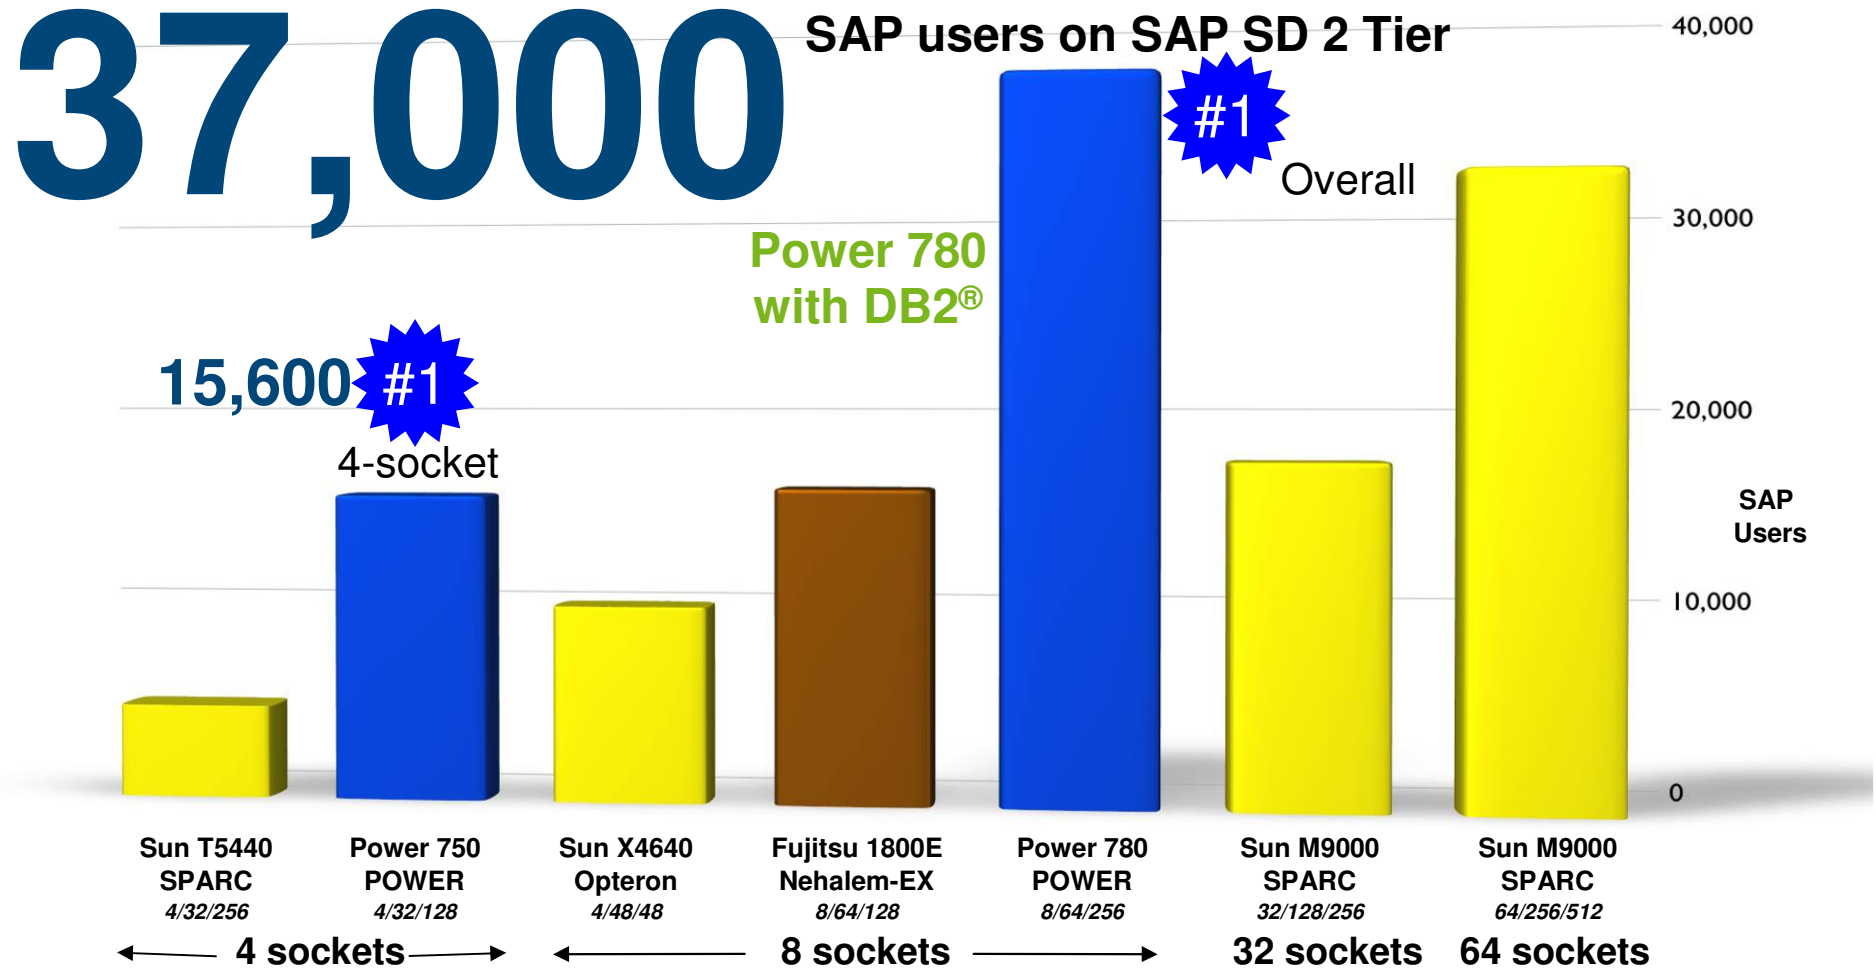 37,000
SAP users on SAP SD 2 Tier
40,000
#1
Overall
30,000
Power 780
with DB2®
15,600
#1
20,000
4-socket
SAP
Users
10,000
0
Sun T5440
SPARC
4/32/256
Power 750
POWER
4/32/128
Sun X4640
Opteron
4/48/48
Fujitsu 1800E
Nehalem-EX
8/64/128
Power 780
POWER
8/64/256
Sun M9000
SPARC
32/128/256
Sun M9000
SPARC
64/256/512
4 sockets
8 sockets
32 sockets
64 sockets